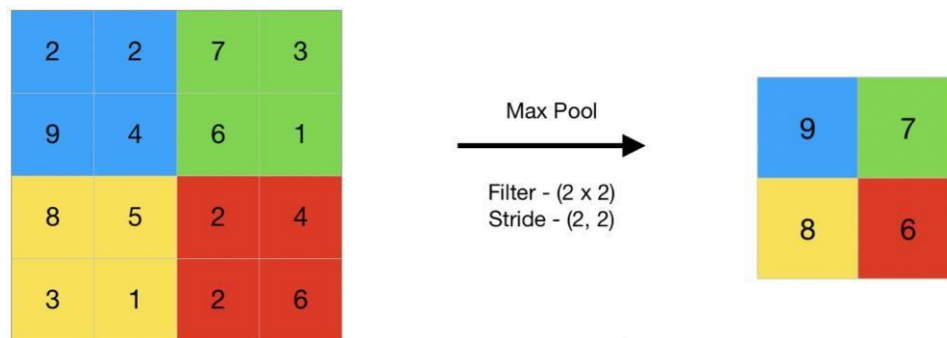 2 2 7 3
9 4 6 1
8 5 2 4
3 1 2 6
Max Pool
Filter - (2 x 2)
Stride - (2, 2)
9 7
8 6